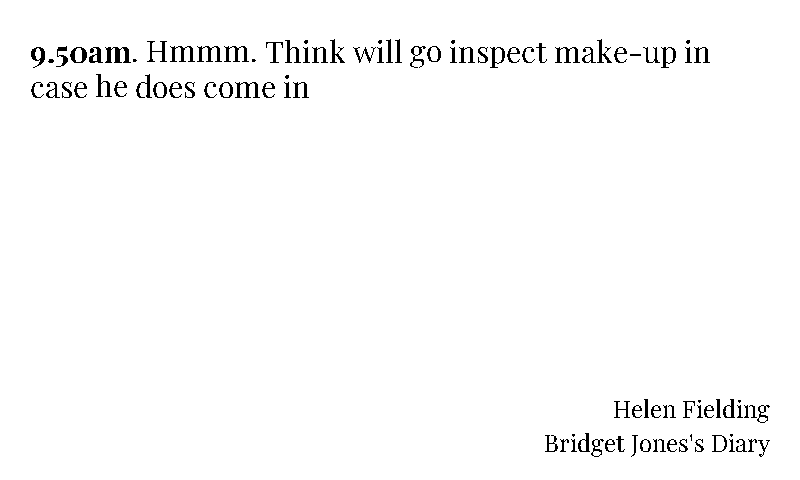 9.50am. Hmmm. Think will go inspect make-up in
case he does come in
Helen Fielding
Bridget Jones's Diary